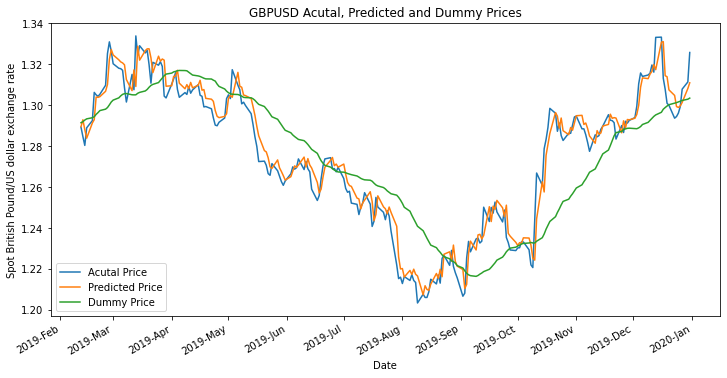 GBPUSD Acutal, Predicted and Dummy Prices
Spot British Pound/US dollar exchange rate
1.34
1.32
1.30
1.28
1.26
1.24
1.22
1.20
Acutal Price
Predicted Price
Dummy Price
2019-Feb
2019-Mar
2019-Apr
2019-May
2019-Jun
2019-Jul
2019-Aug
2019-Sep
2019-Oct
2019-Nov
2019-Dec
2020-Jan
Date